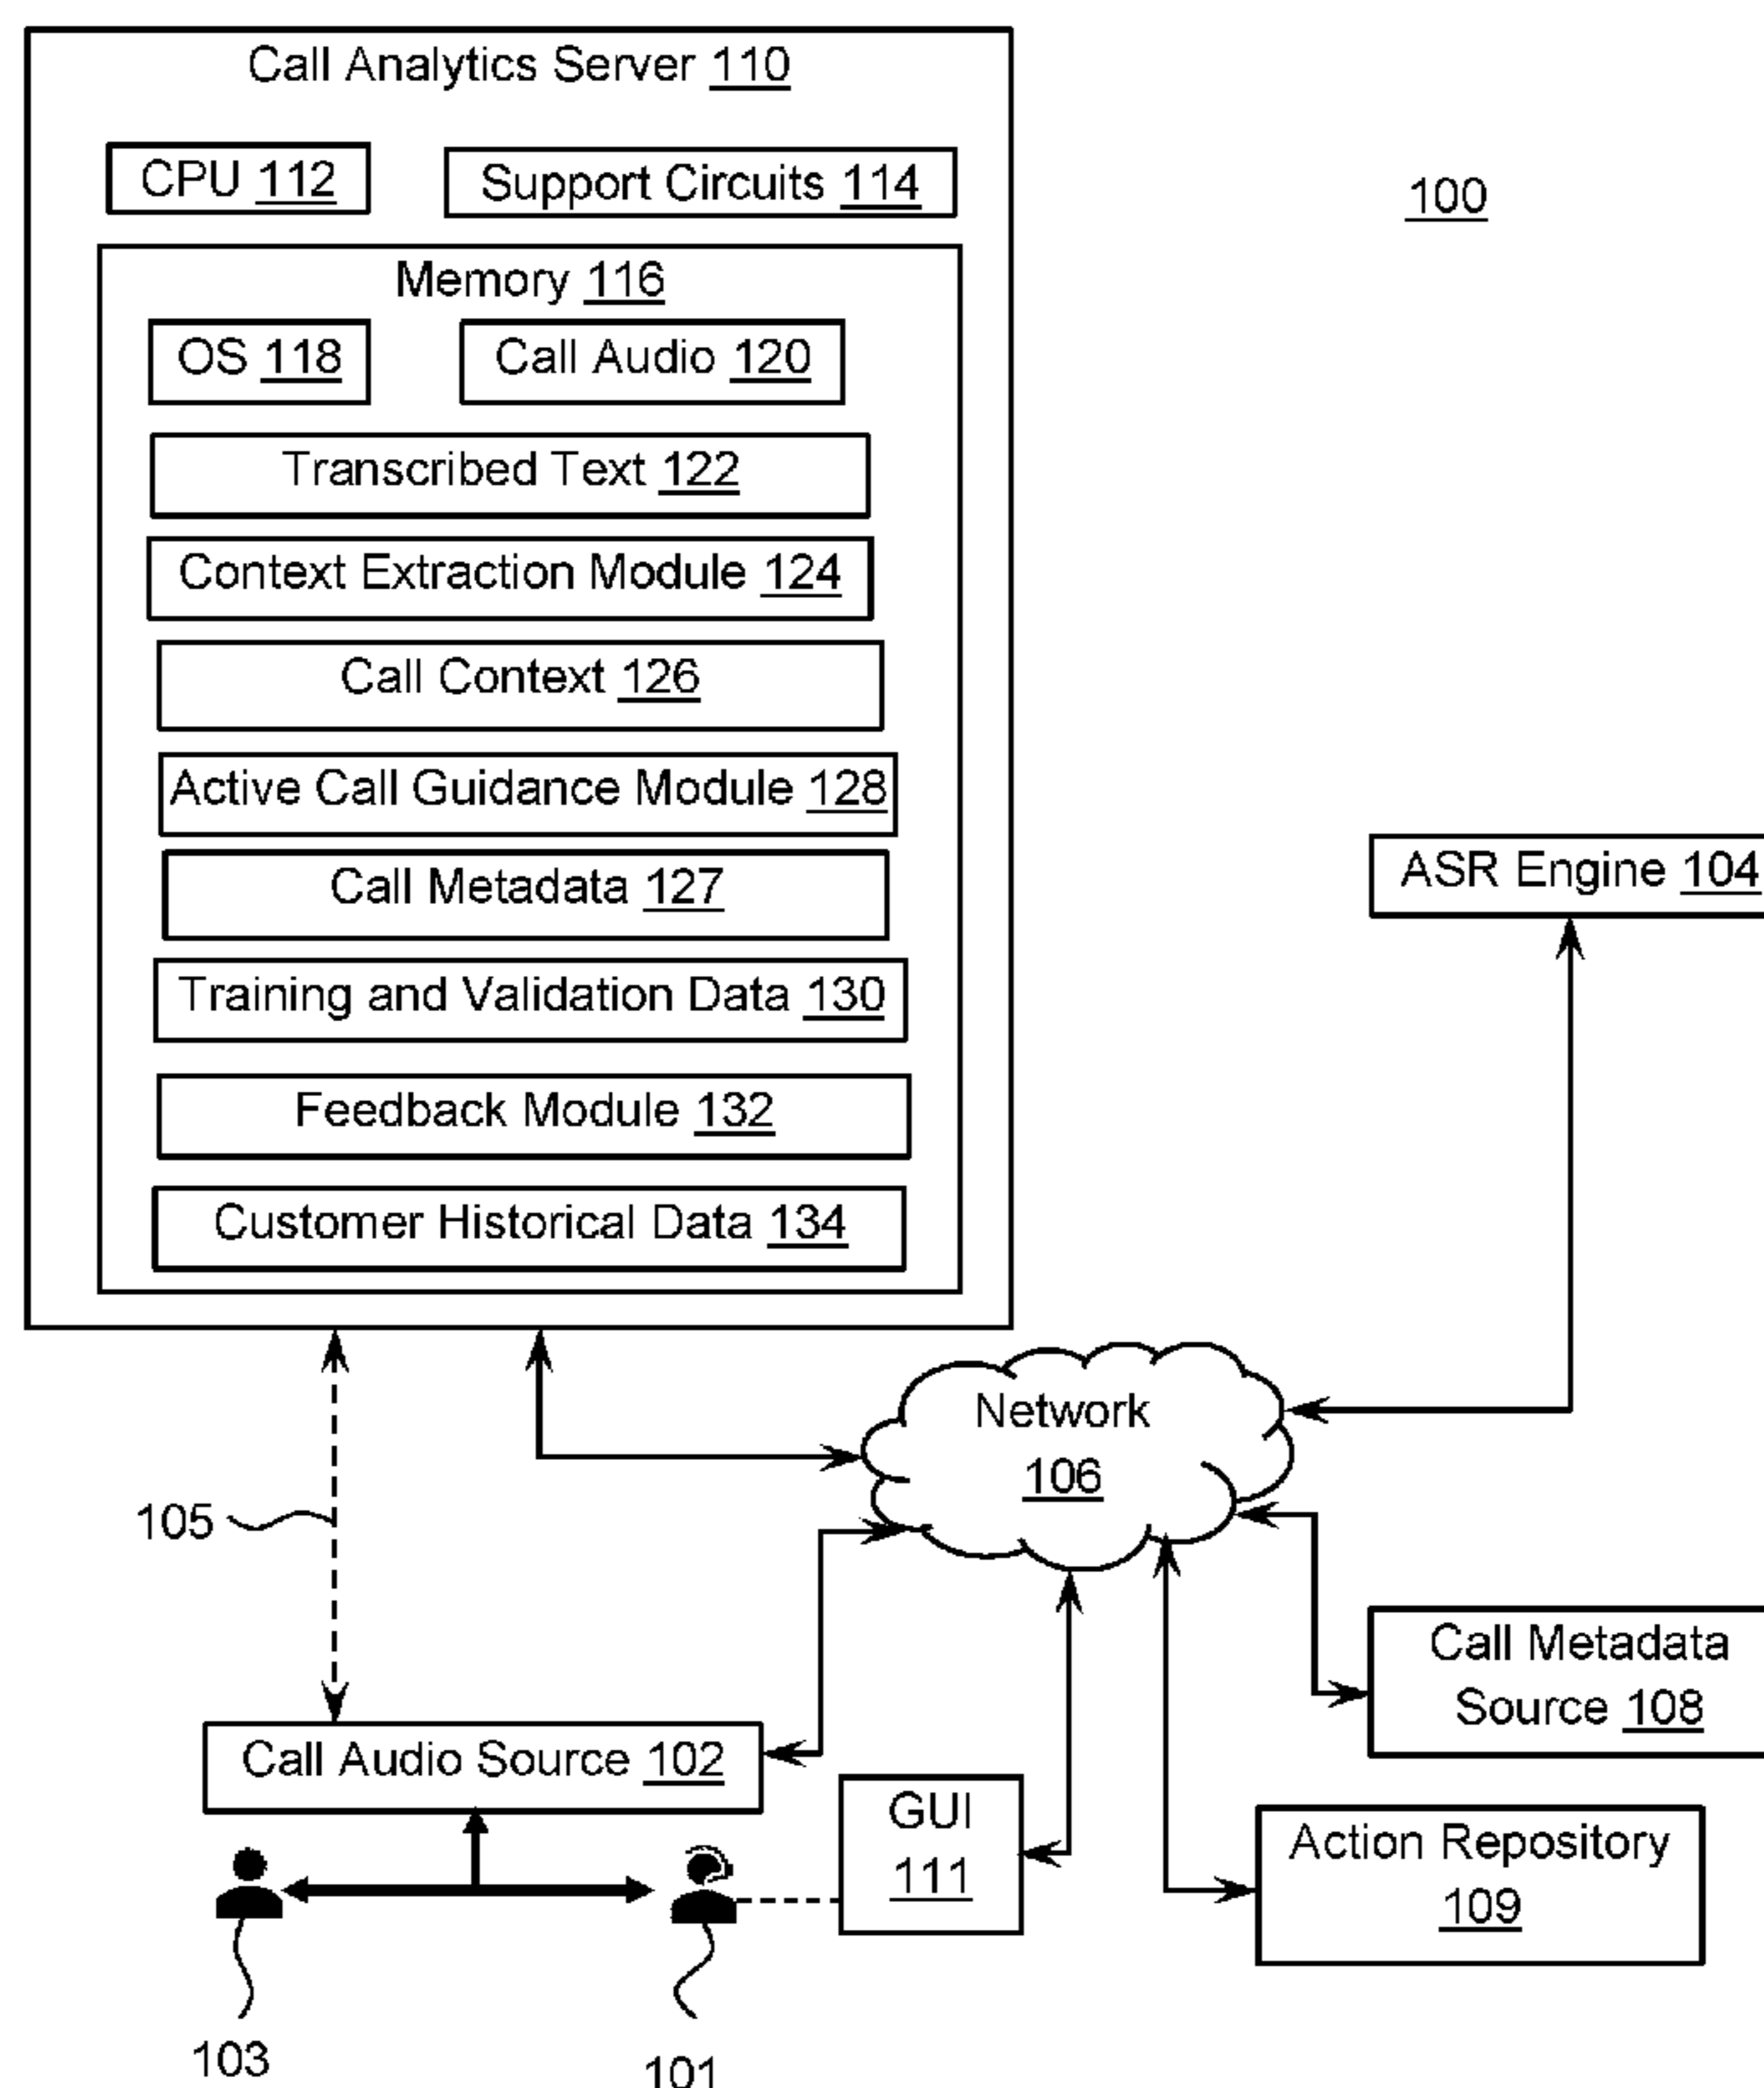 Call Analytics Server 110
CPU 112
Support Circuits 114
100
Memory 116
OS 118
Call Audio 120
Transcribed Text 122
Context Extraction Module 124
Call Context 126
Active Call Guidance Module 128
Call Metadata 127
Training and Validation Data 130
Feedback Module 132
Customer Historical Data 134
ASR Engine 104
Network
106
105
Call Metadata
Source 108
Call Audio Source 102
GUI
111
Action Repository
109
103
101